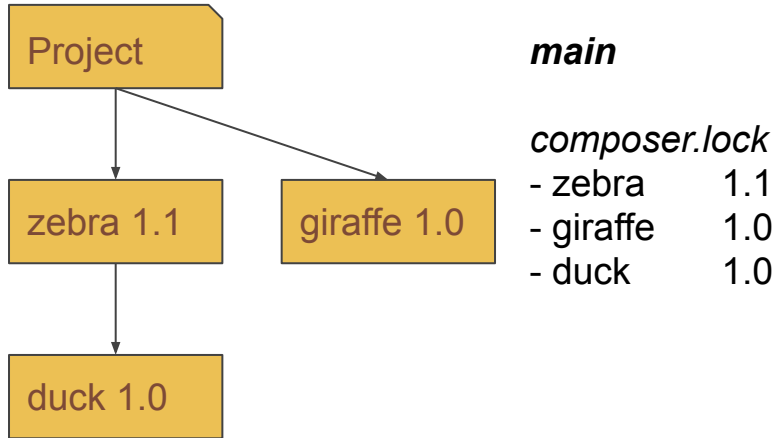 Project
zebra 1.1
giraffe 1.0
duck 1.0
main
composer.lock
- zebra 1.1
- giraffe 1.0
- duck 1.0